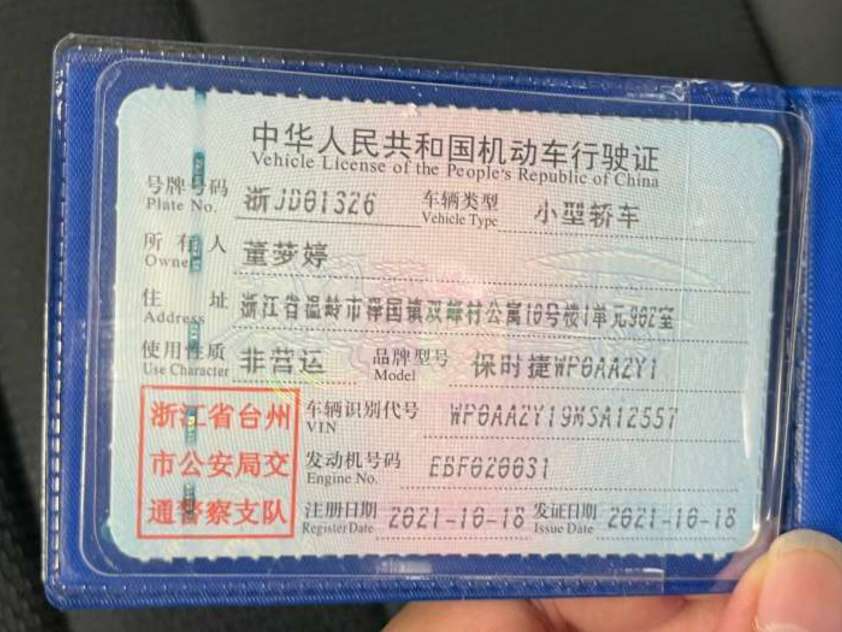 中华人民共和国机动车行驶证
Vehicle License of the People's Republic of China
号牌号码 浙JD01326 车辆类型 小型轿车
Plate No. Vehicle Type
所有人 董梦婷
Owner
住址 浙江省温岭市泽国镇双峰村公寓10号楼1单元902室
Address
使用性质 非营运 品牌型号 保时捷WP0AA2Y1
Use Character Model
浙江省台州
市公安局交
通警察支队
车辆识别代号 WP0AA2Y19MSA12557
VIN
发动机号码 EBF020031
Engine No.
注册日期 2021-10-18 发证日期 2021-10-18
Register Date Issue Date